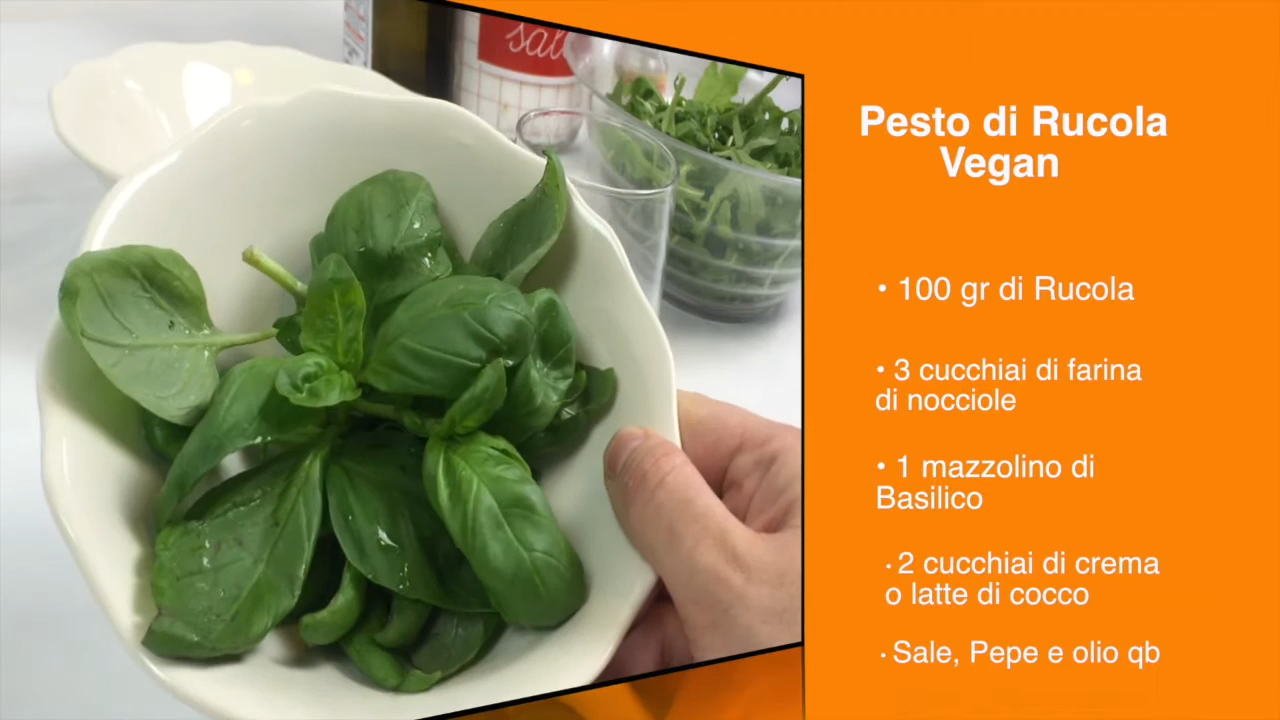 sal
Pesto di Rucola
Vegan
• 100 gr di Rucola
• 3 cucchiai di farina
di nocciole
• 1 mazzolino di
Basilico
• 2 cucchiai di crema
o latte di cocco
• Sale, Pepe e olio qb